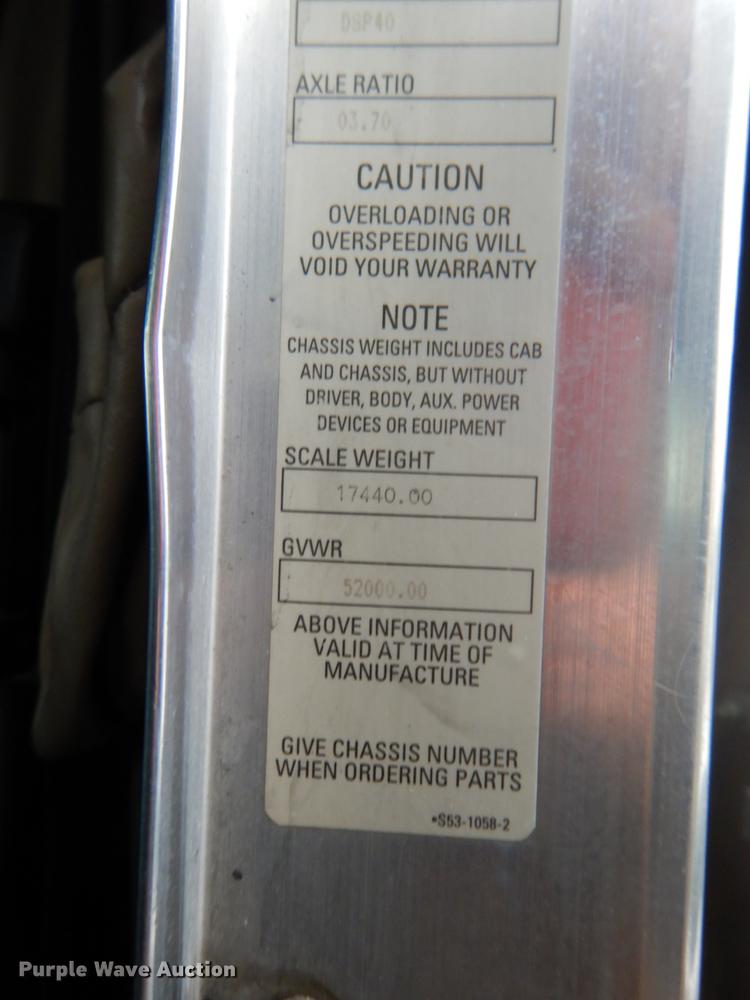 DSP40
AXLE RATIO
03.70
CAUTION
OVERLOADING OR
OVERSPEEDING WILL
VOID YOUR WARRANTY
NOTE
CHASSIS WEIGHT INCLUDES CAB
AND CHASSIS, BUT WITHOUT
DRIVER, BODY, AUX. POWER
DEVICES OR EQUIPMENT
SCALE WEIGHT
17440.00
GVWR
52000.00
ABOVE INFORMATION
VALID AT TIME OF
MANUFACTURE
GIVE CHASSIS NUMBER
WHEN ORDERING PARTS
•S53-1058-2
Purple Wave Auction